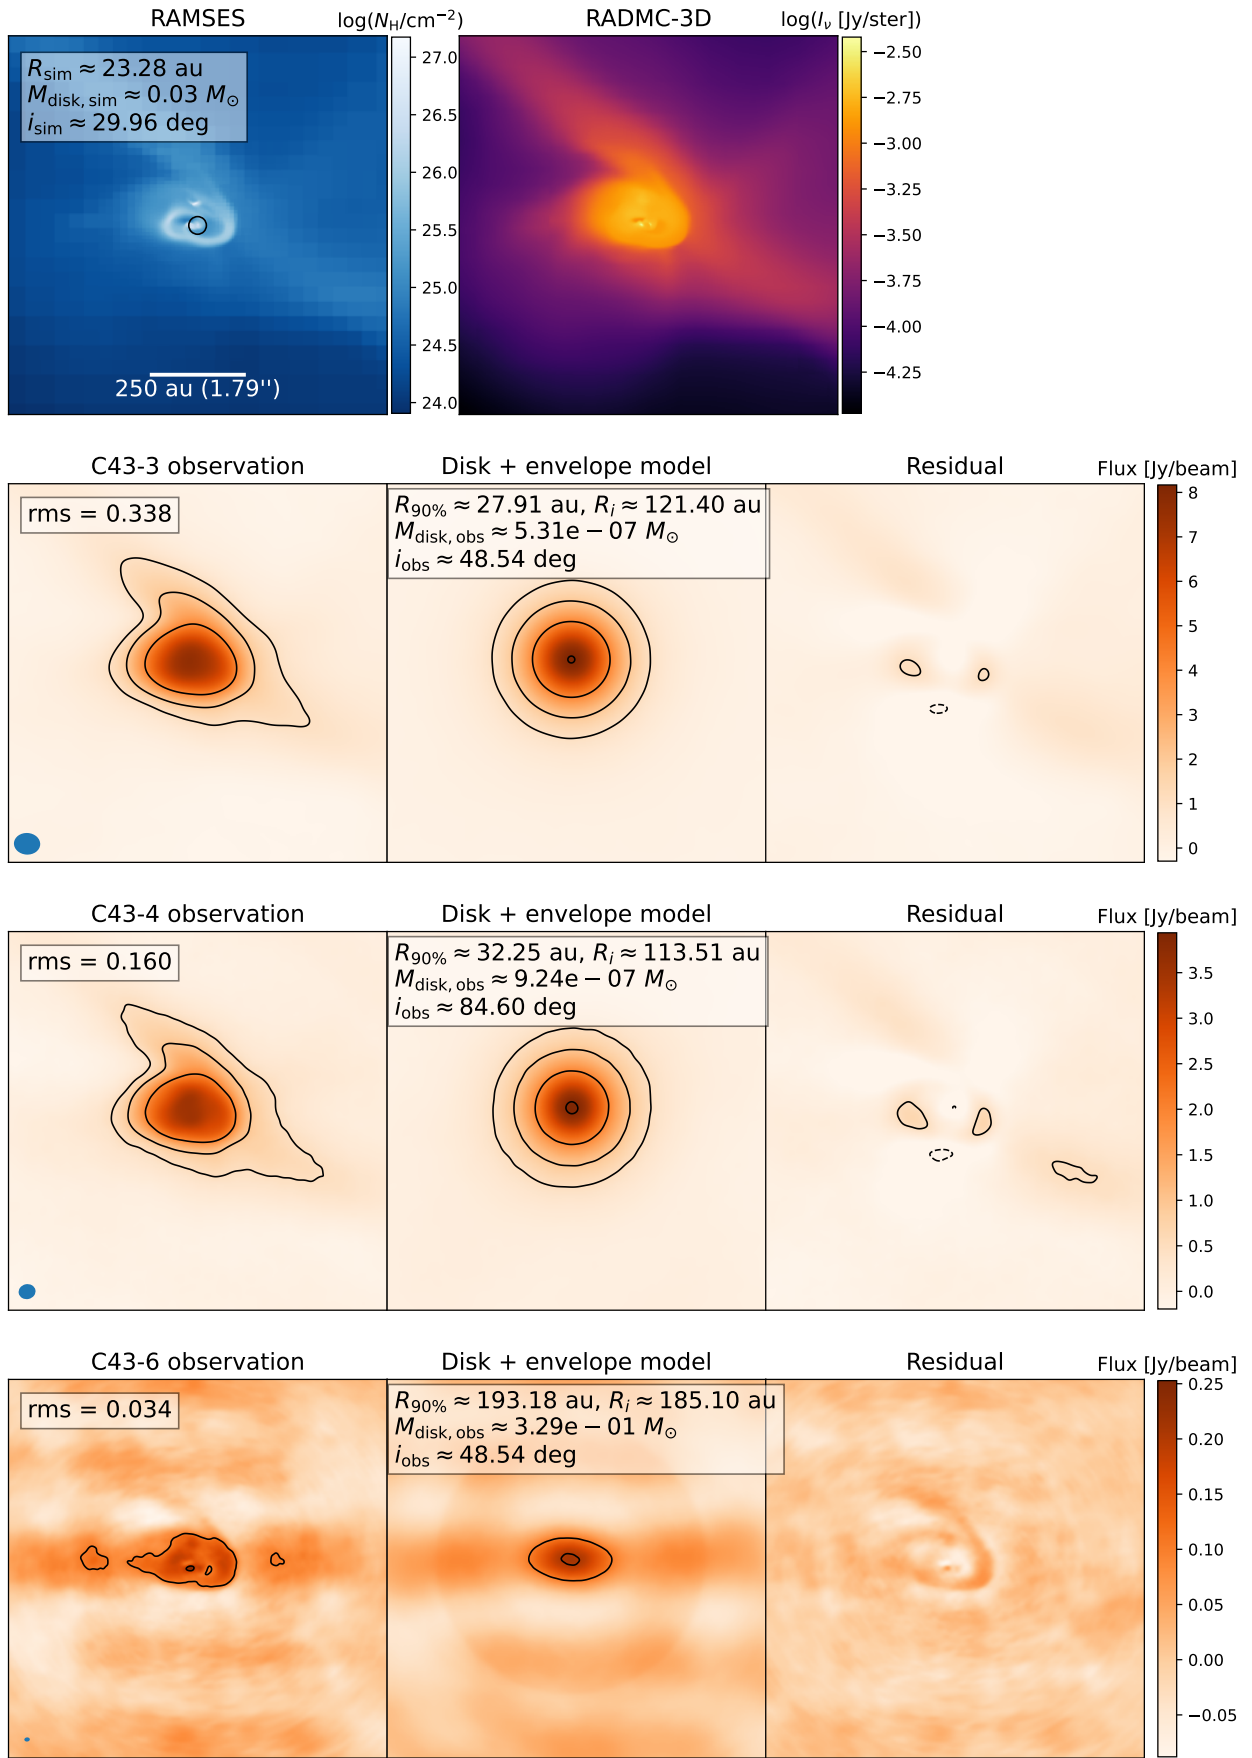 RAMSES
log(N_H/cm⁻²)
RADMC-3D
log(I_ν [Jy/ster])
R_sim ≈ 23.28 au
M_disk, sim ≈ 0.03 M_⊙
i_sim ≈ 29.96 deg
250 au (1.79'')
27.0
26.5
26.0
25.5
25.0
24.5
24.0
−2.50
−2.75
−3.00
−3.25
−3.50
−3.75
−4.00
−4.25
C43-3 observation
Disk + envelope model
Residual
Flux [Jy/beam]
rms = 0.338
R_90% ≈ 27.91 au, R_i ≈ 121.40 au
M_disk, obs ≈ 5.31e − 07 M_⊙
i_obs ≈ 48.54 deg
8
7
6
5
4
3
2
1
0
C43-4 observation
Disk + envelope model
Residual
Flux [Jy/beam]
rms = 0.160
R_90% ≈ 32.25 au, R_i ≈ 113.51 au
M_disk, obs ≈ 9.24e − 07 M_⊙
i_obs ≈ 84.60 deg
3.5
3.0
2.5
2.0
1.5
1.0
0.5
0.0
C43-6 observation
Disk + envelope model
Residual
Flux [Jy/beam]
rms = 0.034
R_90% ≈ 193.18 au, R_i ≈ 185.10 au
M_disk, obs ≈ 3.29e − 01 M_⊙
i_obs ≈ 48.54 deg
0.25
0.20
0.15
0.10
0.05
0.00
−0.05